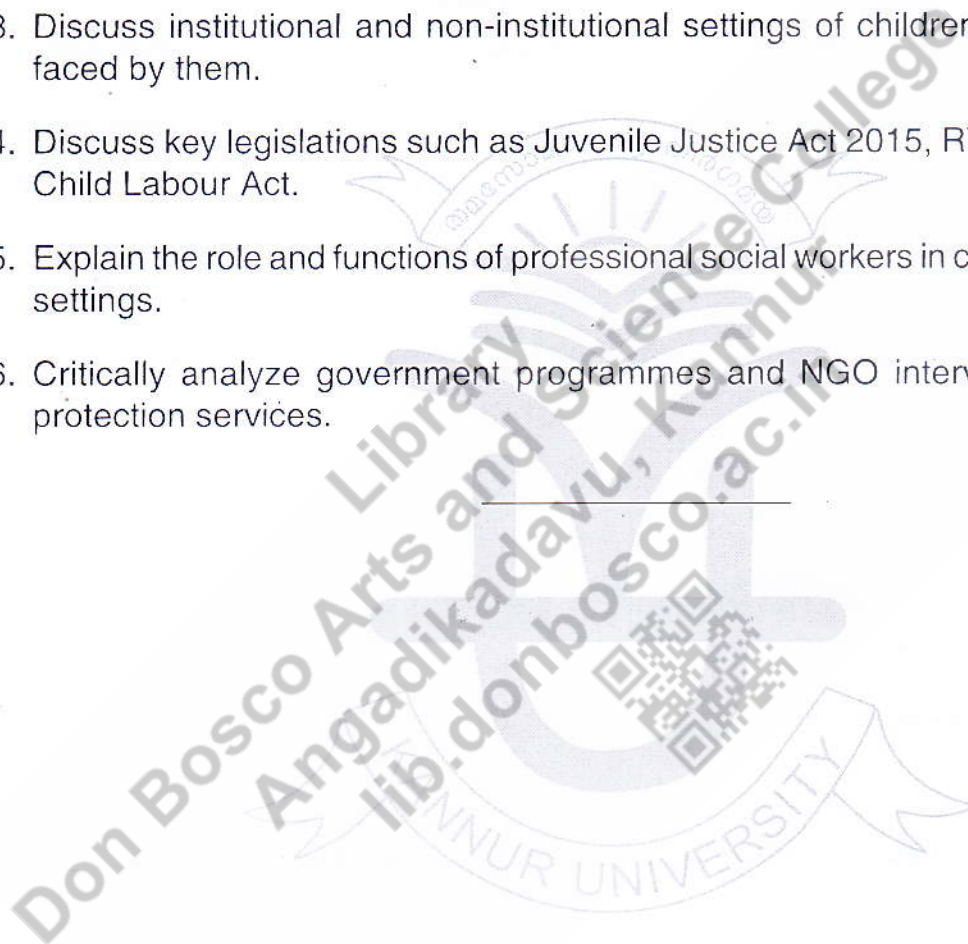 3. Discuss institutional and non-institutional settings of children
faced by them.
4. Discuss key legislations such as Juvenile Justice Act 2015, R
Child Labour Act.
5. Explain the role and functions of professional social workers in c
settings.
6. Critically analyze government programmes and NGO interv
protection services.
Library
Don Bosco Arts and Science College
Angadikadavu, Kannur
lib.donbosco.ac.in
KANNUR UNIVERSITY